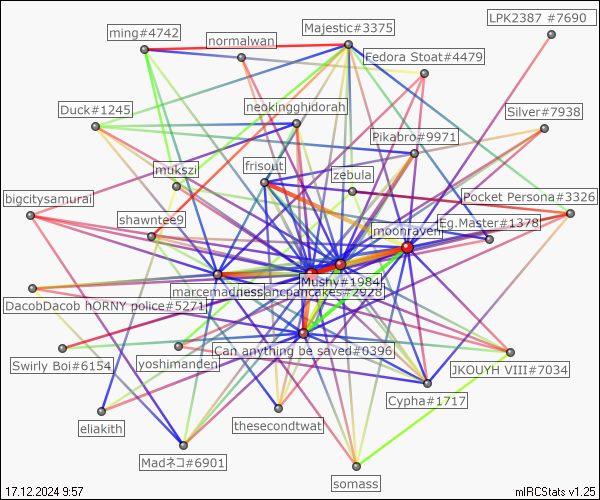 LPK2387 #7690
ming#4742
Majestic#3375
normalwan
Fedora Stoat#4479
Duck#1245
neokingghidorah
Silver#7938
Pikabro#9971
mukszi
frisout
zebula
bigcitysamurai
Pocket Persona#3326
shawntee9
Eg.Master#1378
moonraven
Mushy#1984
marcemadness
pancakes#2928
DacobDacob hORNY police#5271
Can anything be saved#0396
Swirly Boi#6154
yoshimanden
JKOUYH VIII#7034
Cypha#1717
eliakith
thesecondtwat
Madネコ#6901
somass
17.12.2024 9:57
mIRCStats v1.25